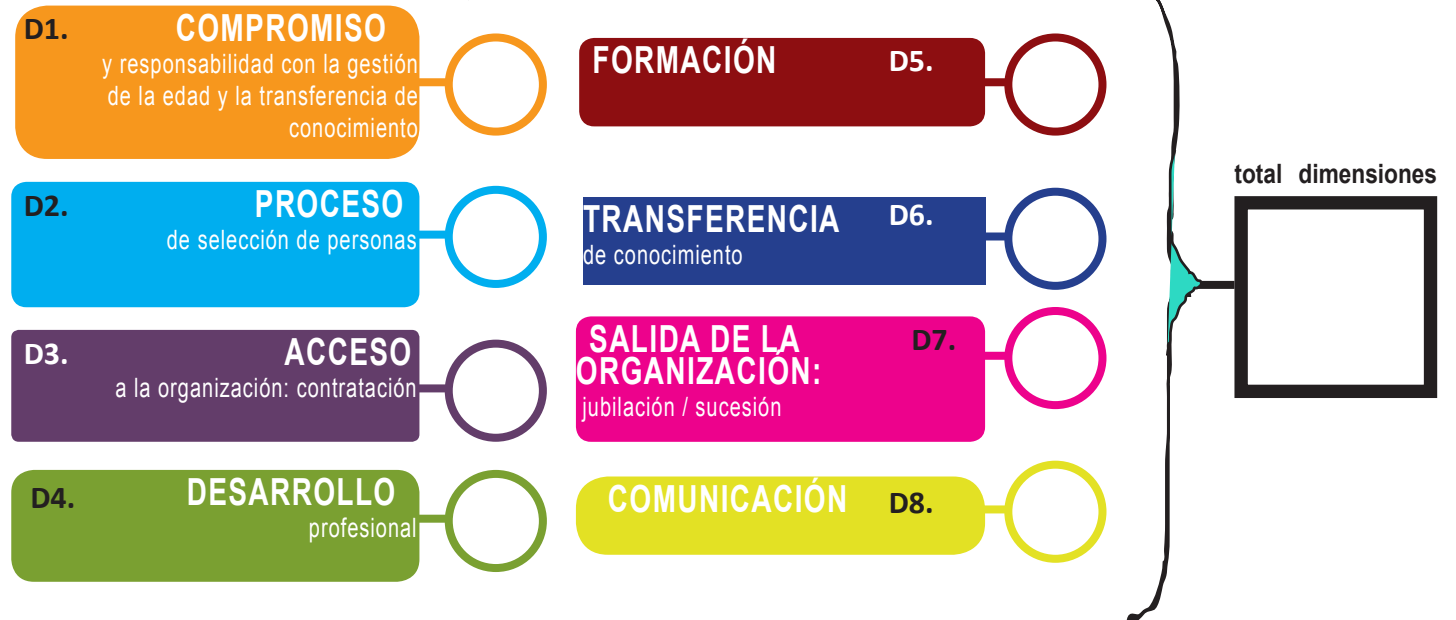 D1. COMPROMISO
y responsabilidad con la gestión
de la edad y la transferencia de
conocimiento
D2. PROCESO
de selección de personas
D3. ACCESO
a la organización: contratación
D4. DESARROLLO
profesional
FORMACIÓN D5.
TRANSFERENCIA D6.
de conocimiento
SALIDA DE LA D7.
ORGANIZACIÓN:
jubilación / sucesión
COMUNICACIÓN D8.
total dimensiones